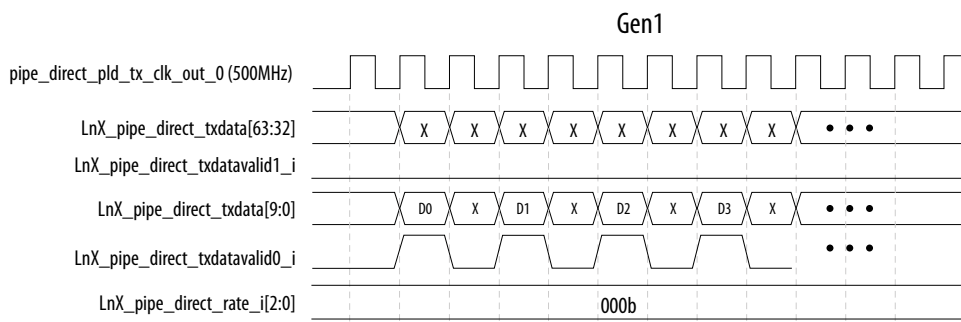 Gen1
pipe_direct_pld_tx_clk_out_0 (500MHz)
LnX_pipe_direct_txdata[63:32] X X X X X X X X • • •
LnX_pipe_direct_txdatavalid1_i
LnX_pipe_direct_txdata[9:0] D0 X D1 X D2 X D3 X • • •
LnX_pipe_direct_txdatavalid0_i • • •
LnX_pipe_direct_rate_i[2:0] 000b